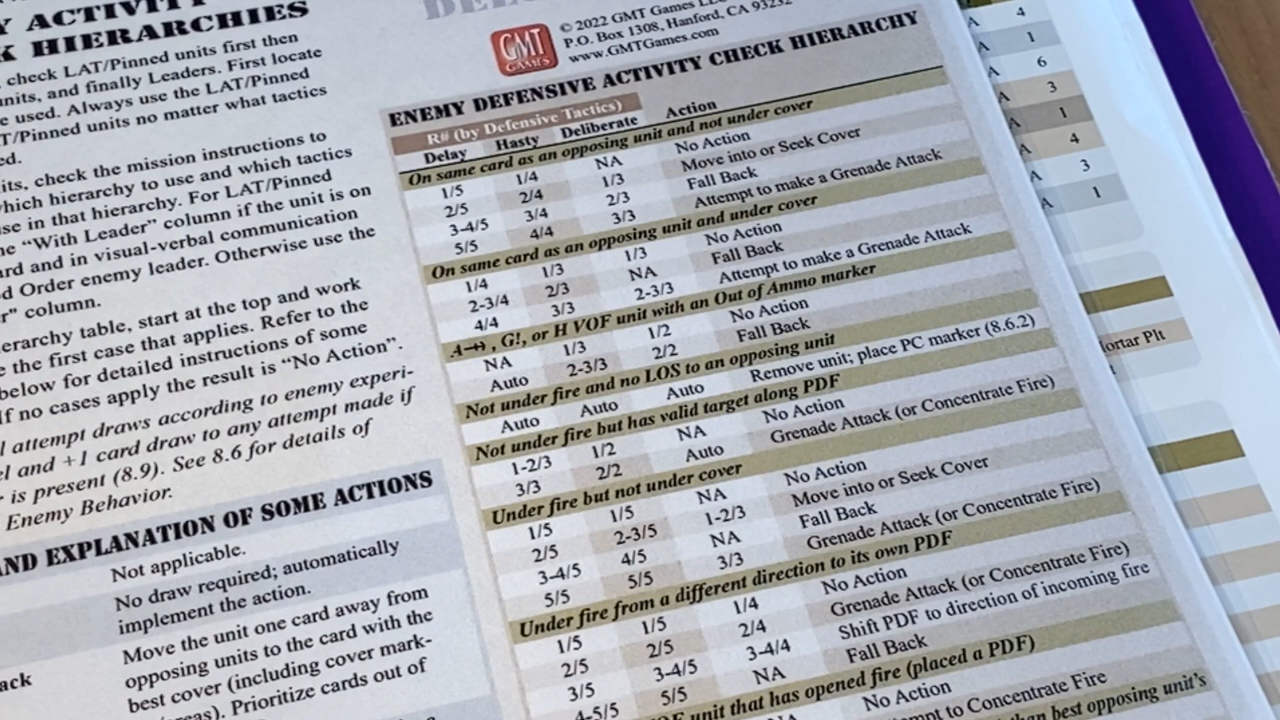 Y ACTIVITY
K HIERARCHIES
check LAT/Pinned units first then
nits, and finally Leaders. First locate
e used. Always use the LAT/Pinned
T/Pinned units no matter what tactics
ed.
its, check the mission instructions to
hich hierarchy to use and which tactics
use in that hierarchy. For LAT/Pinned
ne “With Leader” column if the unit is on
ard and in visual-verbal communication
d Order enemy leader. Otherwise use the
r” column.
erarchy table, start at the top and work
e the first case that applies. Refer to the
below for detailed instructions of some
If no cases apply the result is “No Action”.
l attempt draws according to enemy experi-
el and +1 card draw to any attempt made if
r is present (8.9). See 8.6 for details of
Enemy Behavior.
AND EXPLANATION OF SOME ACTIONS
Not applicable.
No draw required; automatically
implement the action.
ack
Move the unit one card away from
opposing units to the card with the
best cover (including cover mark-
reas). Prioritize cards out of
GMT
GAMES
© 2022 GMT Games LLC
P.O. Box 1308, Hanford, CA 93232
www.GMTGames.com
ENEMY DEFENSIVE ACTIVITY CHECK HIERARCHY
R# (by Defensive Tactics)
Delay Hasty Deliberate Action
On same card as an opposing unit and not under cover
1/5 1/4 NA No Action
2/5 2/4 1/3 Move into or Seek Cover
3-4/5 3/4 2/3 Fall Back
5/5 4/4 3/3 Attempt to make a Grenade Attack
On same card as an opposing unit and under cover
1/4 1/3 1/3 No Action
2-3/4 2/3 NA Fall Back
4/4 3/3 2-3/3 Attempt to make a Grenade Attack
A, G!, or H VOF unit with an Out of Ammo marker
NA 1/3 1/2 No Action
Auto 2-3/3 2/2 Fall Back
Not under fire and no LOS to an opposing unit
Auto Auto Auto Remove unit; place PC marker (8.6.2)
Not under fire but has valid target along PDF
1-2/3 1/2 NA No Action
3/3 2/2 Auto Grenade Attack (or Concentrate Fire)
Under fire but not under cover
1/5 1/5 NA No Action
2/5 2-3/5 1-2/3 Move into or Seek Cover
3-4/5 4/5 NA Fall Back
5/5 5/5 3/3 Grenade Attack (or Concentrate Fire)
Under fire from a different direction to its own PDF
1/5 1/5 1/4 No Action
2/5 2/5 2/4 Grenade Attack (or Concentrate Fire)
3/5 3-4/5 3-4/4 Shift PDF to direction of incoming fire
4-5/5 5/5 NA Fall Back
unit that has opened fire (placed a PDF)
No Action
to Concentrate Fire
than best opposing unit's
A 4
A 1
A 6
A 3
A 1
A 4
A 3
A 1
ortar Plt